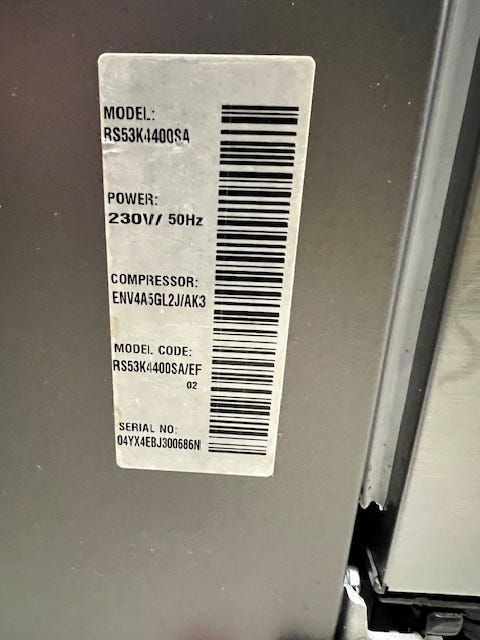 MODEL:
RS53K4400SA
POWER:
230V/ 50Hz
COMPRESSOR:
ENV4A5GL2J/AK3
MODEL CODE:
RS53K4400SA/EF
02
SERIAL NO:
04YX4EBJ300686N